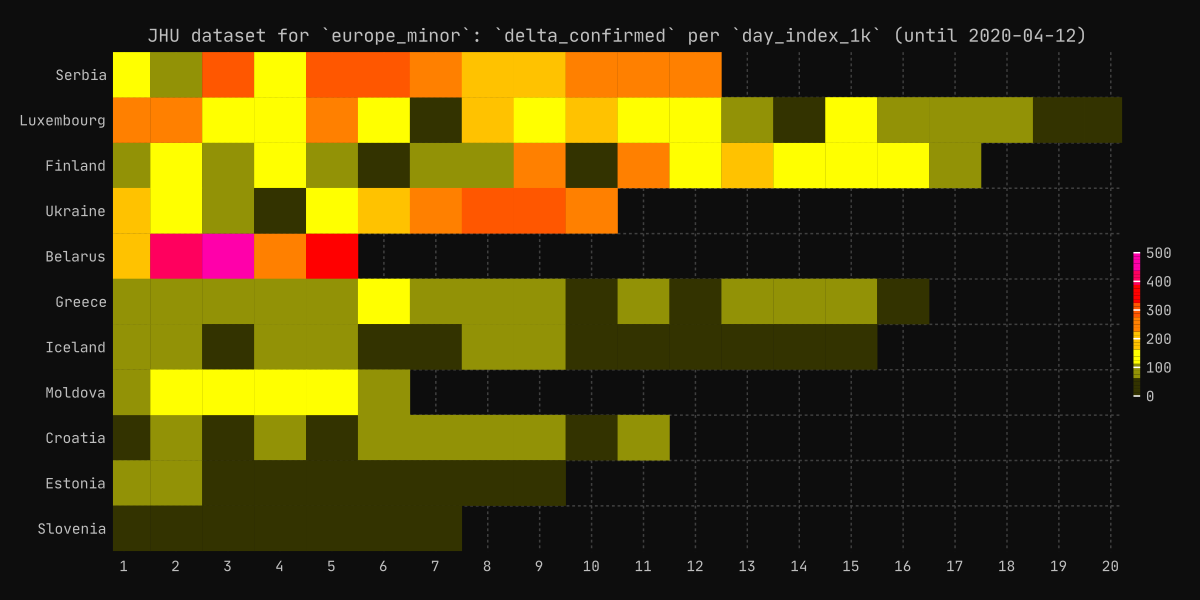 JHU dataset for `europe_minor`: `delta_confirmed` per `day_index_1k` (until 2020-04-12)
Serbia
Luxembourg
Finland
Ukraine
Belarus
Greece
Iceland
Moldova
Croatia
Estonia
Slovenia
1 2 3 4 5 6 7 8 9 10 11 12 13 14 15 16 17 18 19 20
500
400
300
200
100
0